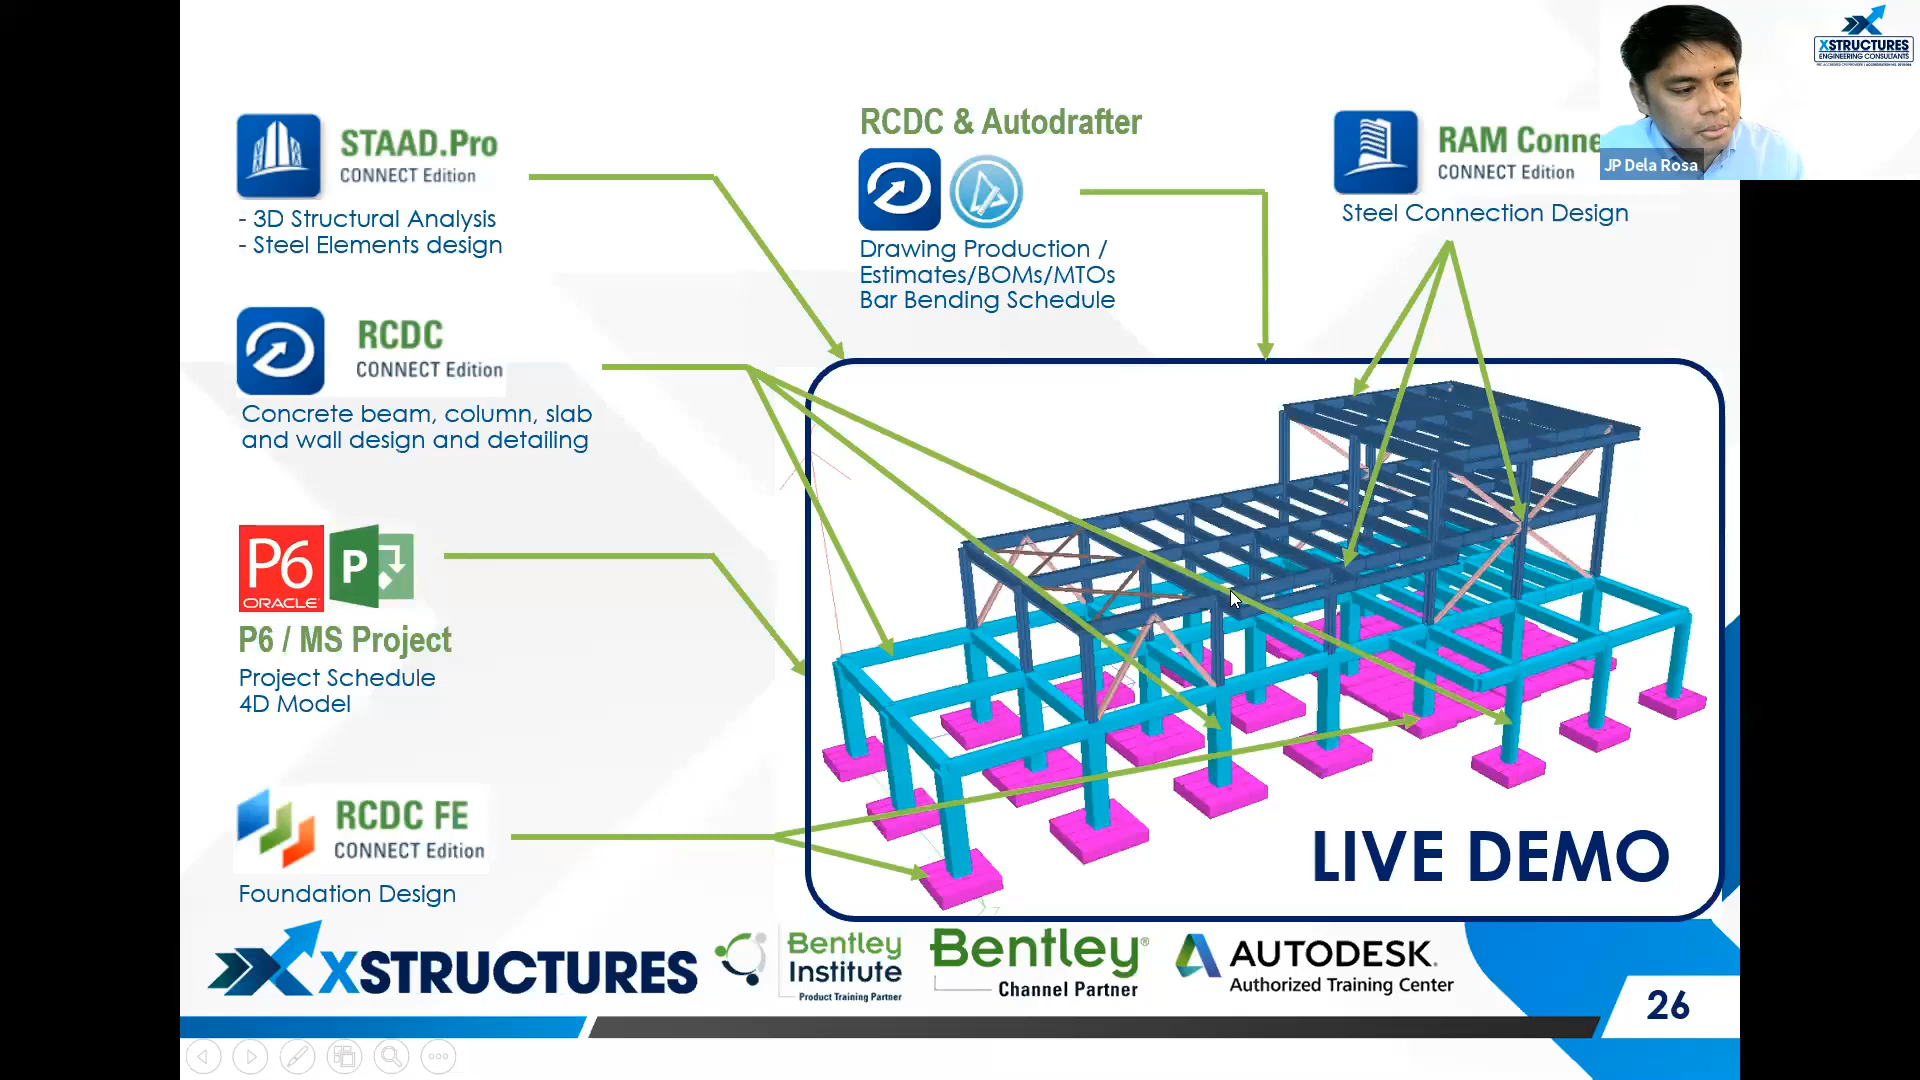 STAAD.Pro
CONNECT Edition
- 3D Structural Analysis
- Steel Elements design
RCDC & Autodrafter
Drawing Production /
Estimates/BOMs/MTOs
Bar Bending Schedule
RAM Conne
CONNECT Edition
Steel Connection Design
JP Dela Rosa
XSTRUCTURES
ENGINEERING CONSULTANTS
RCDC
CONNECT Edition
Concrete beam, column, slab
and wall design and detailing
P6
ORACLE
P
P6 / MS Project
Project Schedule
4D Model
RCDC FE
CONNECT Edition
Foundation Design
LIVE DEMO
XSTRUCTURES
Bentley
Institute
Product Training Partner
Bentley®
Channel Partner
AUTODESK.
Authorized Training Center
26